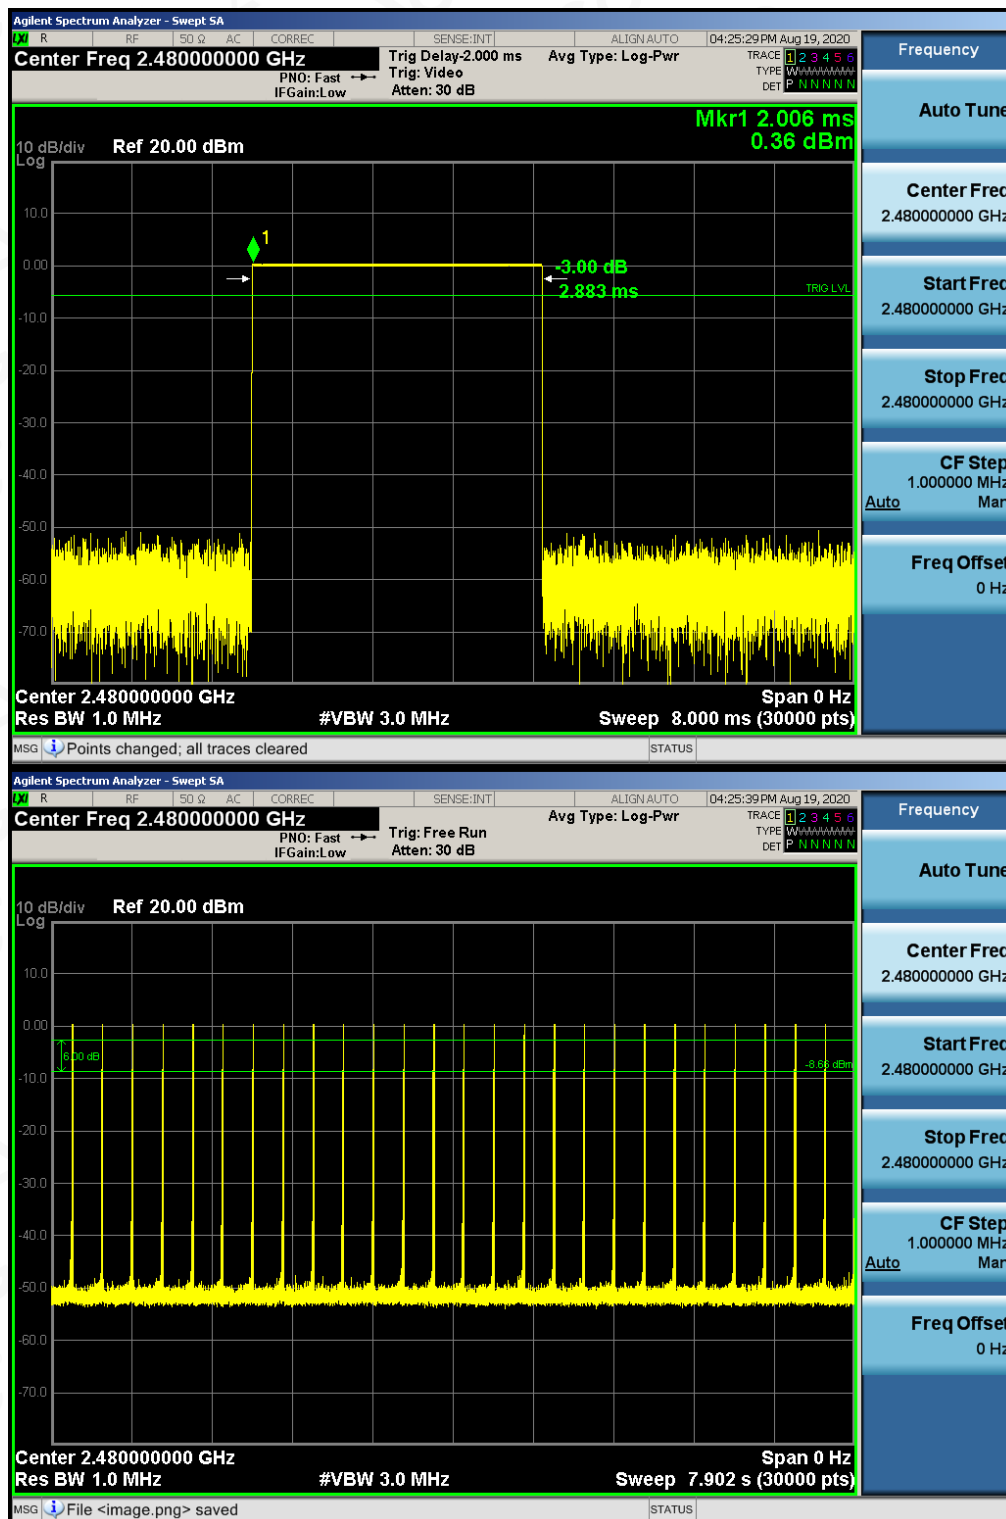 Agilent Spectrum Analyzer - Swept SA
LXI R RF 50 Ω AC CORREC SENSE:INT ALIGN AUTO 04:25:29 PM Aug 19, 2020
Center Freq 2.480000000 GHz
PNO: Fast
IFGain:Low
Trig Delay-2.000 ms
Trig: Video
Atten: 30 dB
Avg Type: Log-Pwr
TRACE 1 2 3 4 5 6
TYPE W
DET P N N N N N
Mkr1 2.006 ms
0.36 dBm
10 dB/div Ref 20.00 dBm
Log
1
10.0
0.00
-10.0
-20.0
-30.0
-40.0
-50.0
-60.0
-70.0
-3.00 dB
2.883 ms
TRIG LVL
Center 2.480000000 GHz Span 0 Hz
Res BW 1.0 MHz #VBW 3.0 MHz Sweep 8.000 ms (30000 pts)
MSG Points changed; all traces cleared STATUS
Frequency
Auto Tune
Center Freq
2.480000000 GHz
Start Freq
2.480000000 GHz
Stop Freq
2.480000000 GHz
CF Step
1.000000 MHz
Auto Man
Freq Offset
0 Hz
Agilent Spectrum Analyzer - Swept SA
LXI R RF 50 Ω AC CORREC SENSE:INT ALIGN AUTO 04:25:39 PM Aug 19, 2020
Center Freq 2.480000000 GHz
PNO: Fast
IFGain:Low
Trig: Free Run
Atten: 30 dB
Avg Type: Log-Pwr
TRACE 1 2 3 4 5 6
TYPE W
DET P N N N N N
10 dB/div Ref 20.00 dBm
Log
10.0
0.00
-10.0
-20.0
-30.0
-40.0
-50.0
-60.0
-70.0
6.00 dB
-8.66 dBm
Center 2.480000000 GHz Span 0 Hz
Res BW 1.0 MHz #VBW 3.0 MHz Sweep 7.902 s (30000 pts)
MSG File <image.png> saved STATUS
Frequency
Auto Tune
Center Freq
2.480000000 GHz
Start Freq
2.480000000 GHz
Stop Freq
2.480000000 GHz
CF Step
1.000000 MHz
Auto Man
Freq Offset
0 Hz